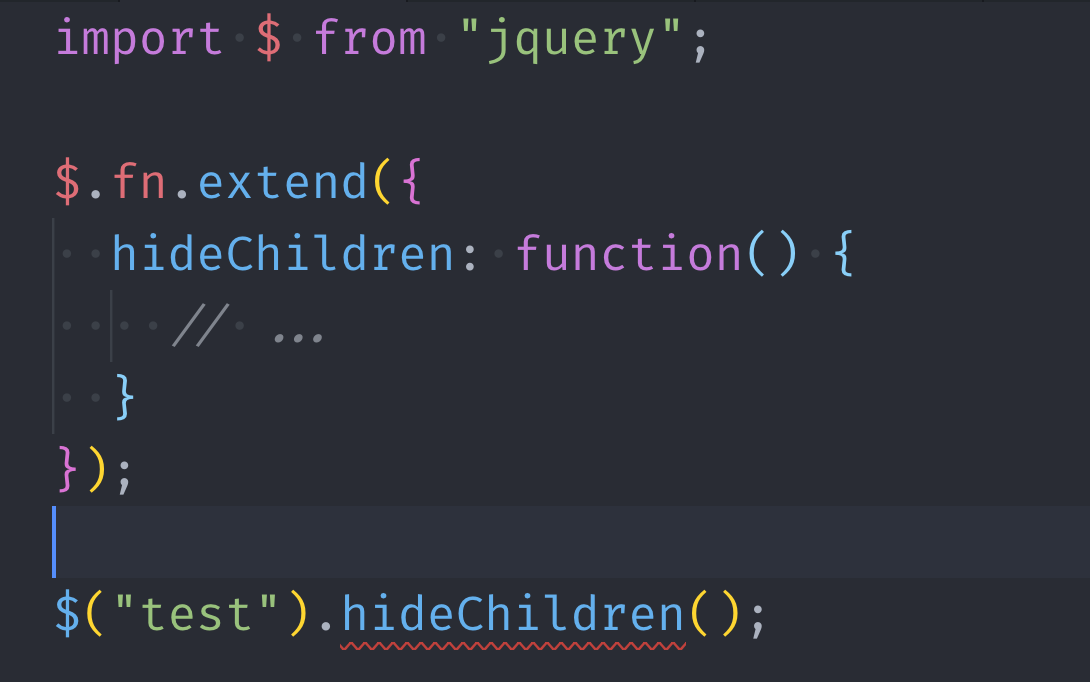 import $ from "jquery";
$.fn.extend({
  hideChildren: function() {
    // ...
  }
});
$("test").hideChildren();